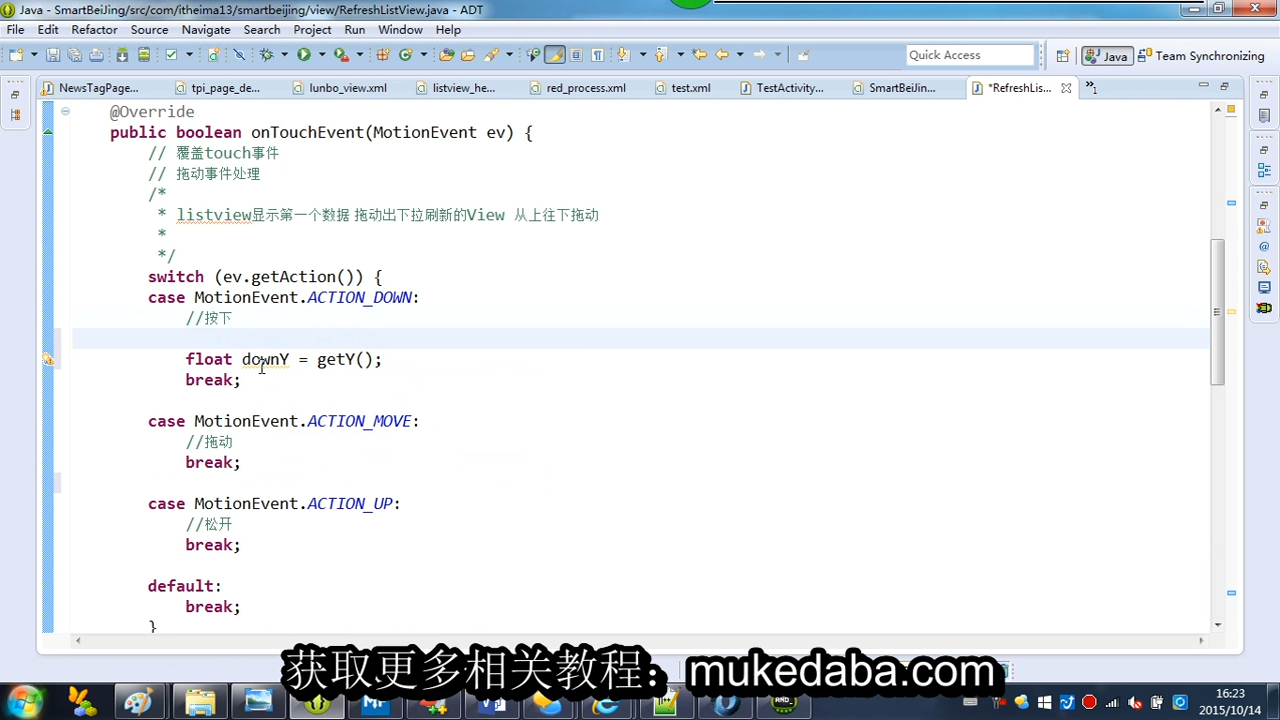 Java - SmartBeiJing/src/com/itheima13/smartbeijing/view/RefreshListView.java - ADT
File Edit Refactor Source Navigate Search Project Run Window Help
Quick Access Java Team Synchronizing
NewsTagPage... tpi_page_de... lunbo_view.xml listview_he... red_process.xml test.xml TestActivity... SmartBeiJin... *RefreshLis... »1
@Override
public boolean onTouchEvent(MotionEvent ev) {
// 覆盖touch事件
// 拖动事件处理
/*
* listview显示第一个数据 拖动出下拉刷新的View 从上往下拖动
*
*/
switch (ev.getAction()) {
case MotionEvent.ACTION_DOWN:
//按下
float downY = getY();
break;
case MotionEvent.ACTION_MOVE:
//拖动
break;
case MotionEvent.ACTION_UP:
//松开
break;
default:
break;
}
获取更多相关教程：mukedaba.com
16:23
2015/10/14